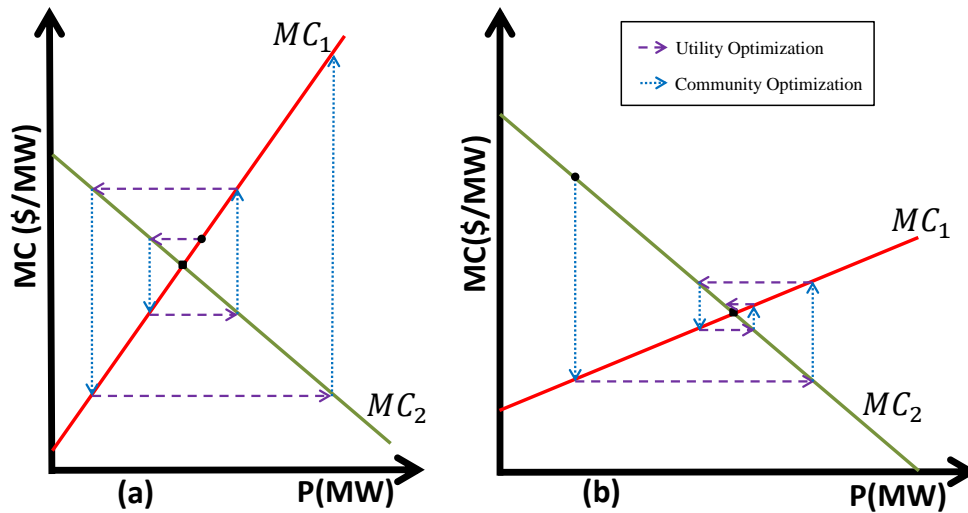 MC ($/MW)
MC₁
MC₂
(a)
P(MW)
MC($/MW)
Utility Optimization
Community Optimization
MC₁
MC₂
(b)
P(MW)